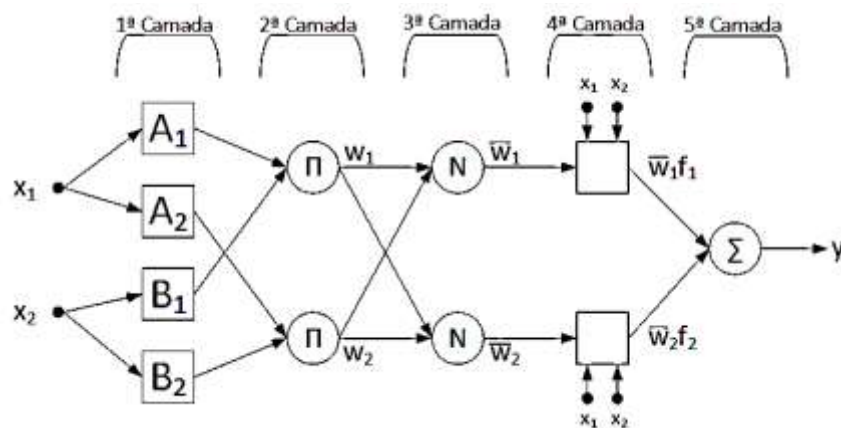 1ª Camada 2ª Camada 3ª Camada 4ª Camada 5ª Camada
x₁ x₂
A₁
Π w₁ N w̅₁ w̅₁f₁
x₁
A₂
Σ y
B₁
x₂
Π w₂ N w̅₂ w̅₂f₂
B₂
x₁ x₂